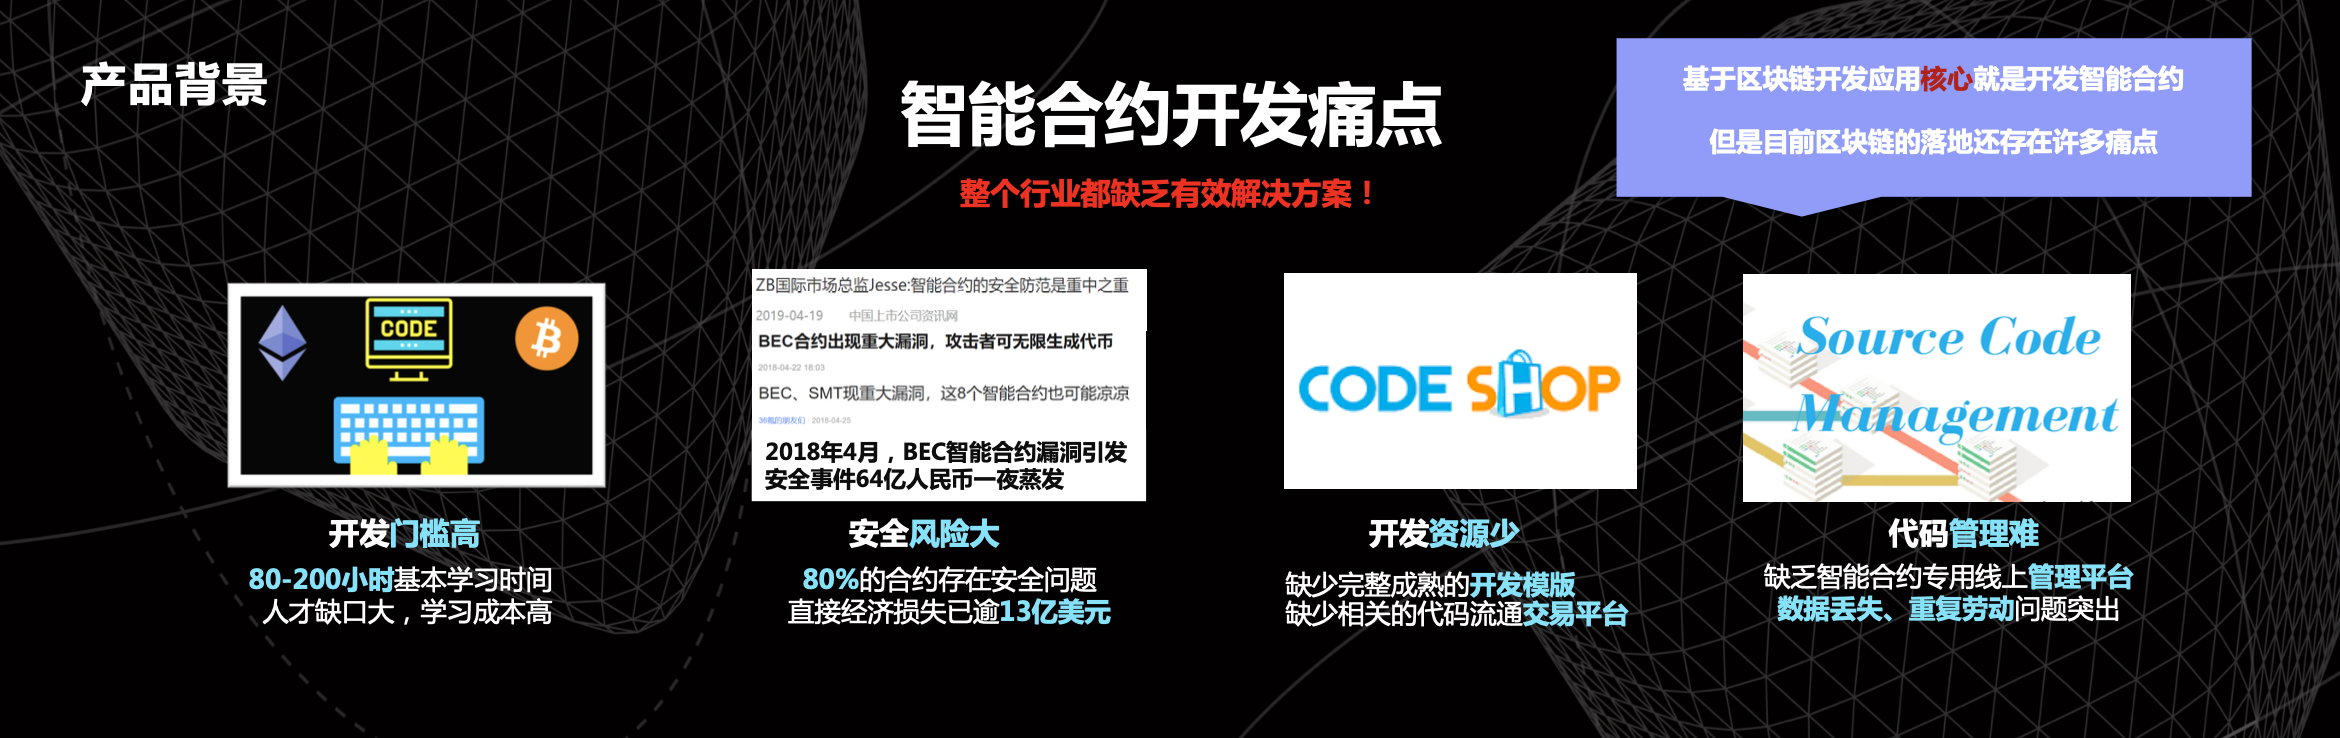 产品背景
智能合约开发痛点
整个行业都缺乏有效解决方案！
基于区块链开发应用核心就是开发智能合约
但是目前区块链的落地还存在许多痛点
CODE
开发门槛高
80-200小时基本学习时间
人才缺口大，学习成本高
ZB国际市场总监Jesse:智能合约的安全防范是重中之重
2019-04-19 中国上市公司资讯网
BEC合约出现重大漏洞，攻击者可无限生成代币
2018-04-22 18:03
BEC、SMT现重大漏洞，这8个智能合约也可能凉凉
36氪的朋友们 · 2018-04-25
2018年4月，BEC智能合约漏洞引发
安全事件64亿人民币一夜蒸发
安全风险大
80%的合约存在安全问题
直接经济损失已逾13亿美元
CODE SHOP
开发资源少
缺少完整成熟的开发模版
缺少相关的代码流通交易平台
Source Code
Management
代码管理难
缺乏智能合约专用线上管理平台
数据丢失、重复劳动问题突出